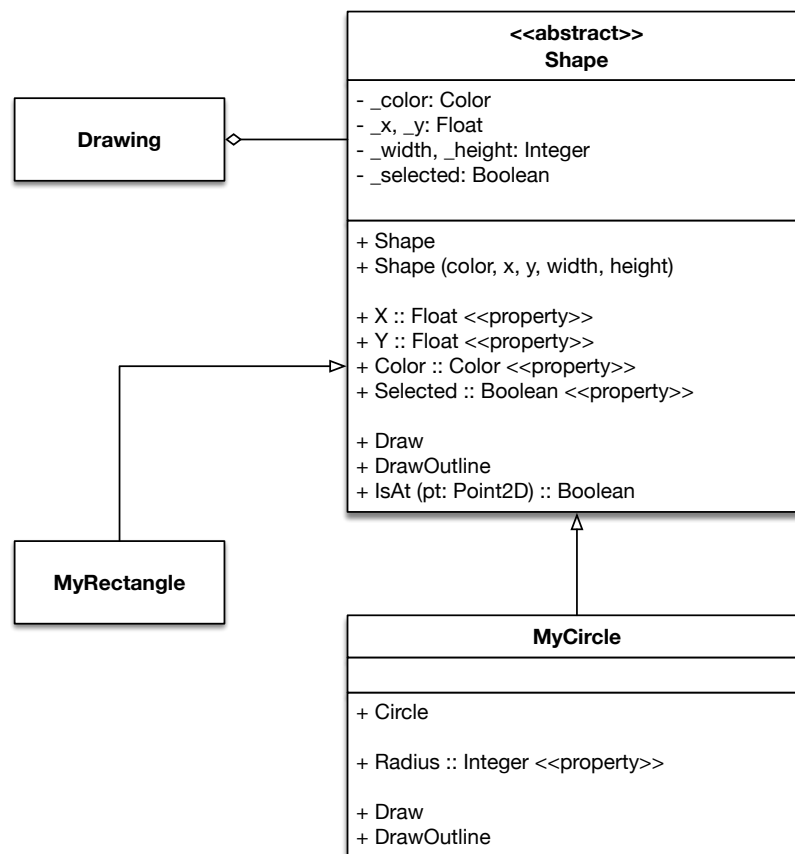 <<abstract>>
Shape
- _color: Color
- _x, _y: Float
- _width, _height: Integer
- _selected: Boolean
+ Shape
+ Shape (color, x, y, width, height)
+ X :: Float <<property>>
+ Y :: Float <<property>>
+ Color :: Color <<property>>
+ Selected :: Boolean <<property>>
+ Draw
+ DrawOutline
+ IsAt (pt: Point2D) :: Boolean
Drawing
MyRectangle
MyCircle
+ Circle
+ Radius :: Integer <<property>>
+ Draw
+ DrawOutline